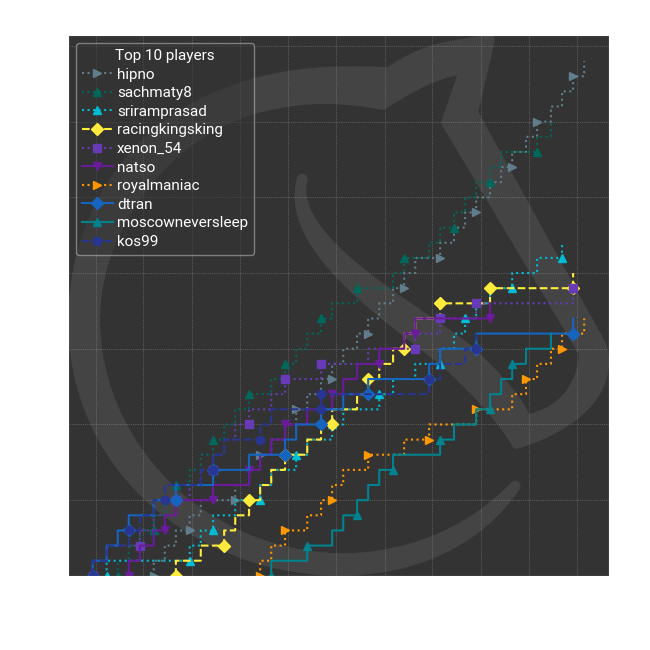 Top 10 players
hipno
sachmaty8
sriramprasad
racingkingsking
xenon_54
natso
royalmaniac
dtran
moscowneversleep
kos99